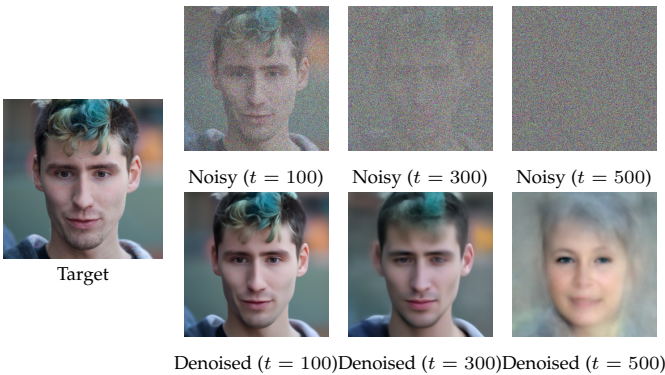 Noisy (t = 100) Noisy (t = 300) Noisy (t = 500)
Target
Denoised (t = 100)Denoised (t = 300)Denoised (t = 500)